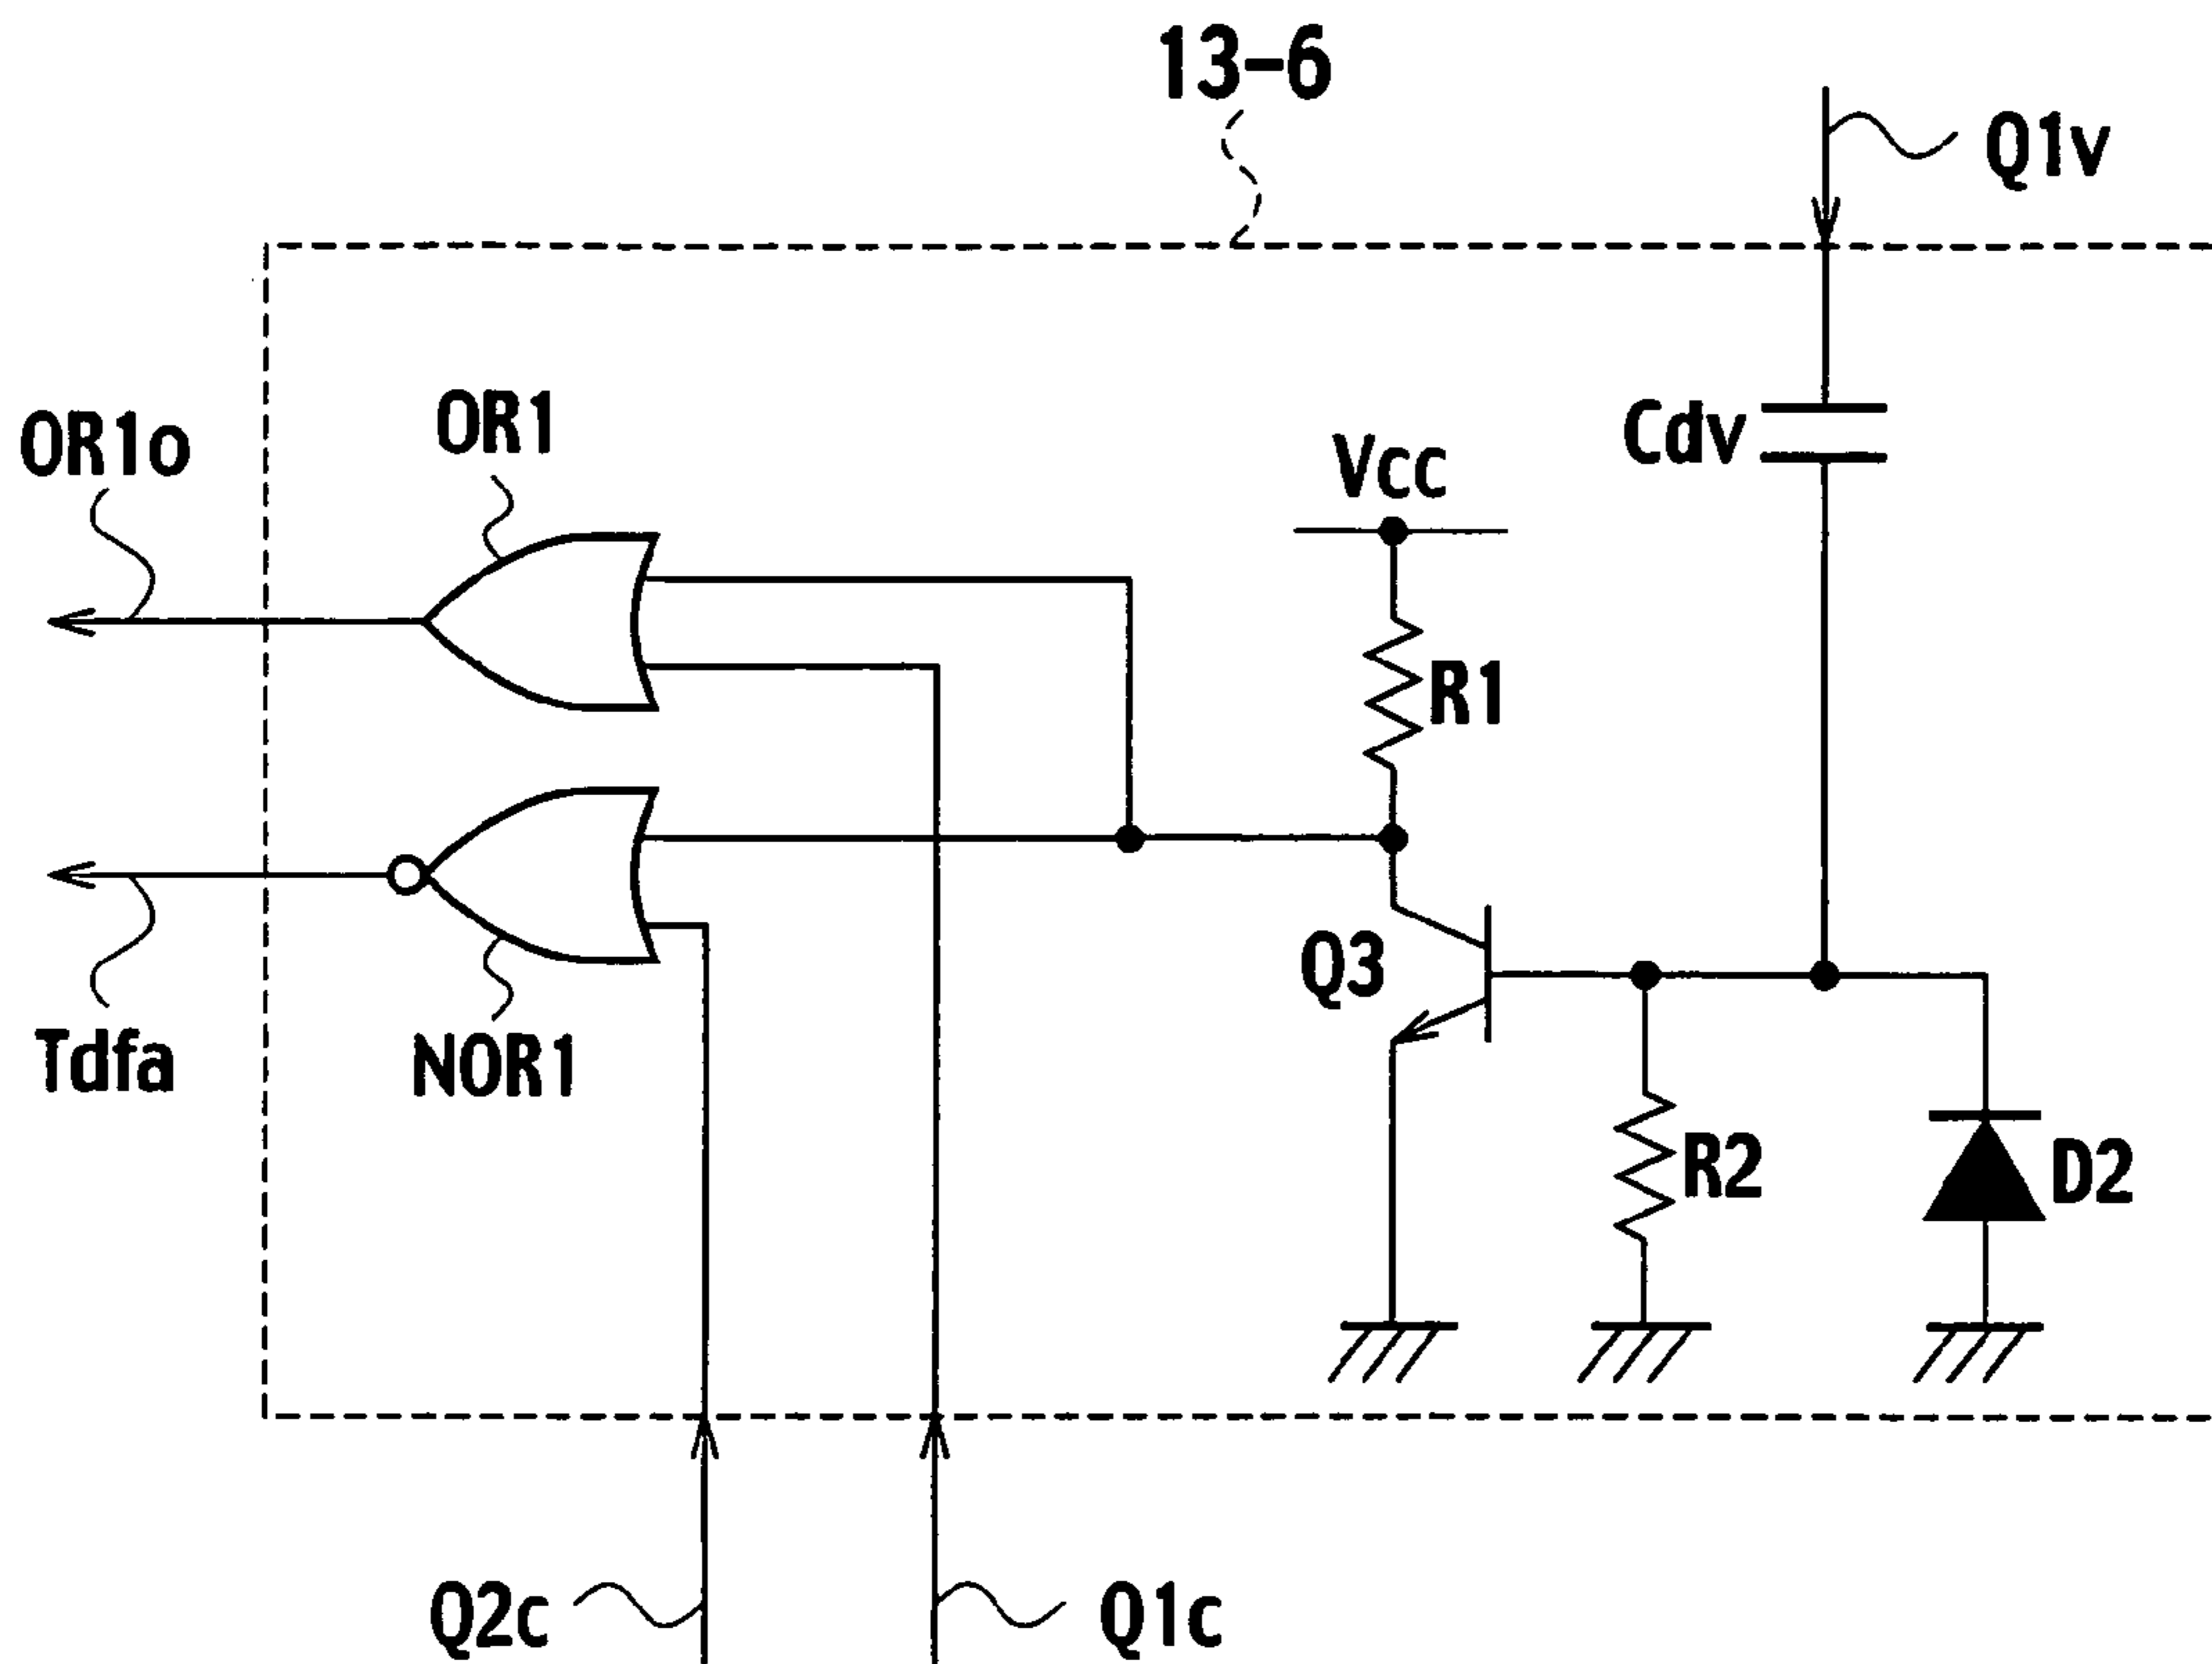 13-6
Q1v
OR1o
OR1
Vcc
Cdv
R1
Q3
Tdfa
NOR1
R2
D2
Q2c
Q1c